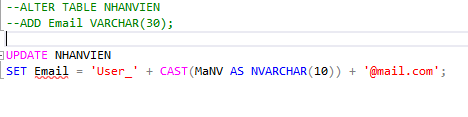 --ALTER TABLE NHANVIEN
--ADD Email VARCHAR(30);
UPDATE NHANVIEN
SET Email = 'User_' + CAST(MaNV AS NVARCHAR(10)) + '@mail.com';